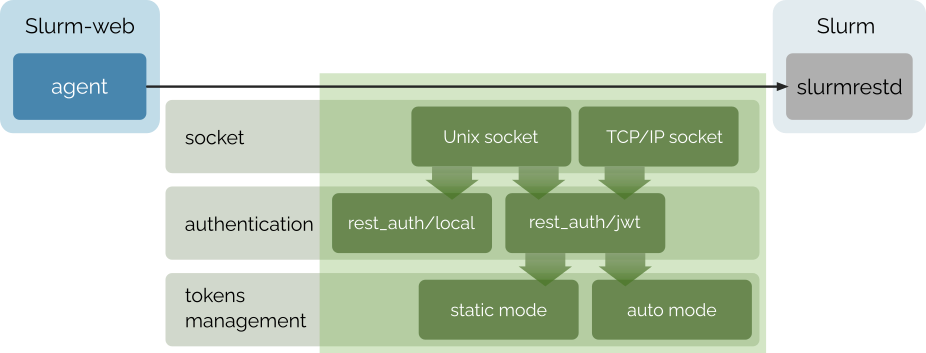 Slurm-web
Slurm
agent
slurmrestd
socket
Unix socket
TCP/IP socket
authentication
rest_auth/local
rest_auth/jwt
tokens
management
static mode
auto mode